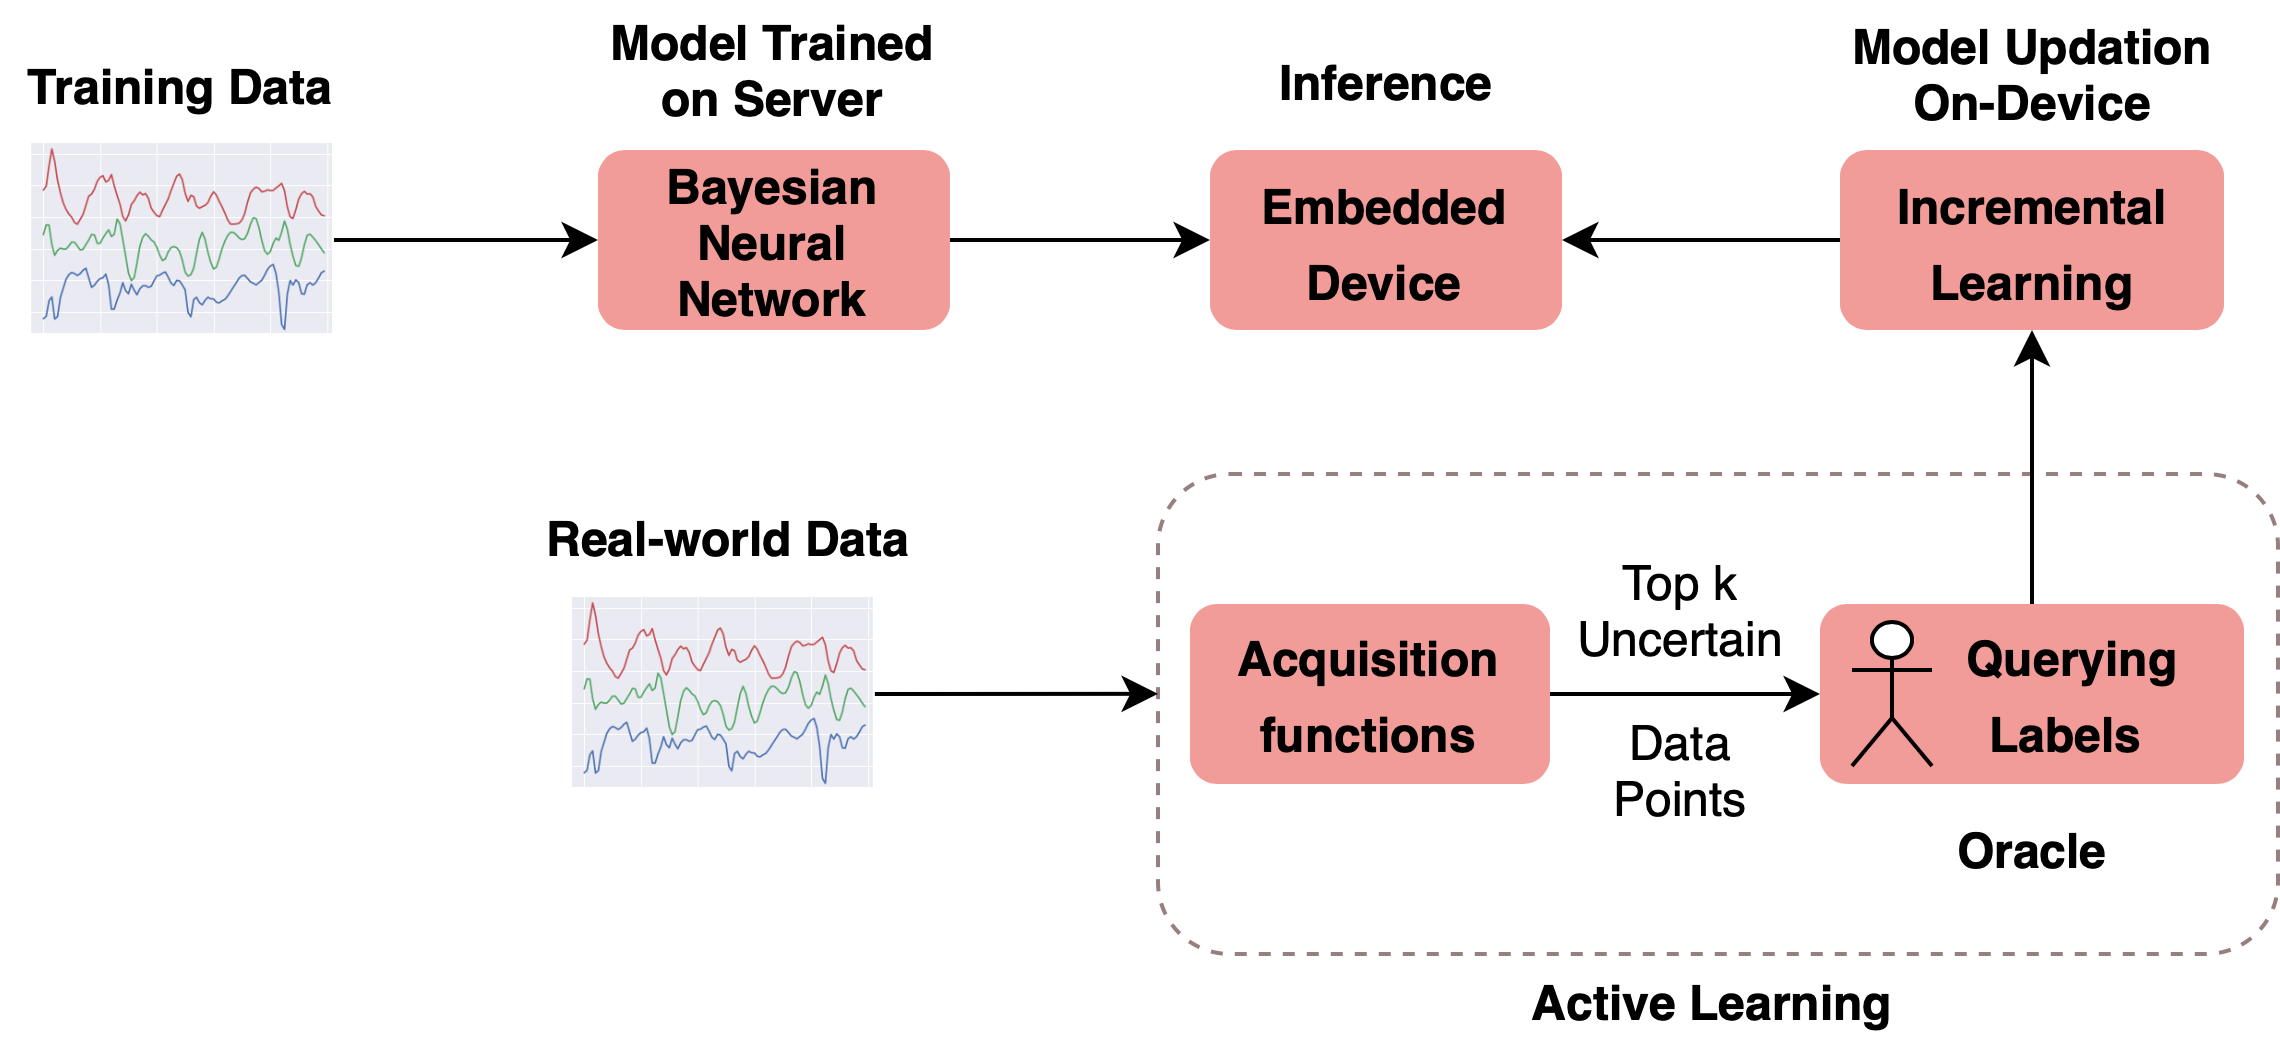 Training Data
Model Trained
on Server
Bayesian
Neural
Network
Inference
Embedded
Device
Model Updation
On-Device
Incremental
Learning
Real-world Data
Acquisition
functions
Top k
Uncertain
Data
Points
Querying
Labels
Oracle
Active Learning